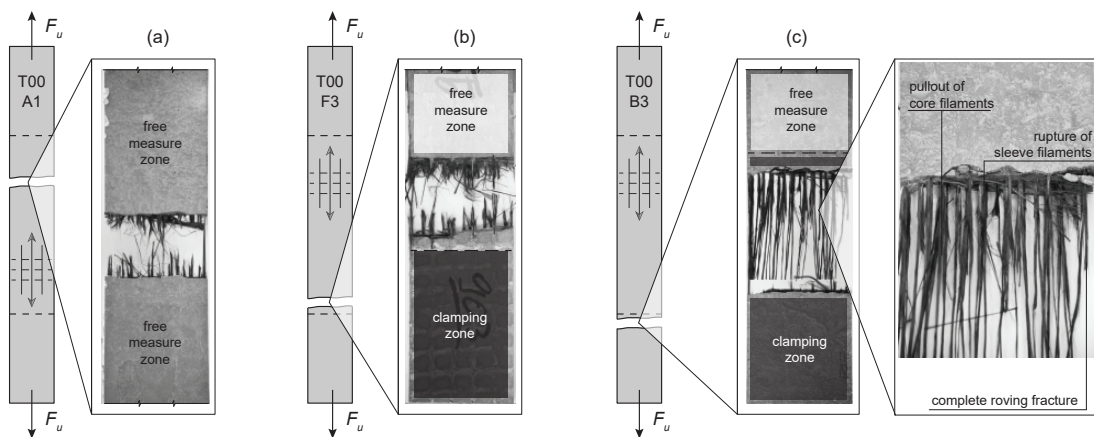 (a)
F_u
T00
A1
free
measure
zone
free
measure
zone
F_u
(b)
F_u
T00
F3
free
measure
zone
clamping
zone
F_u
(c)
F_u
T00
B3
free
measure
zone
clamping
zone
F_u
pullout of
core filaments
rupture of
sleeve filaments
complete roving fracture